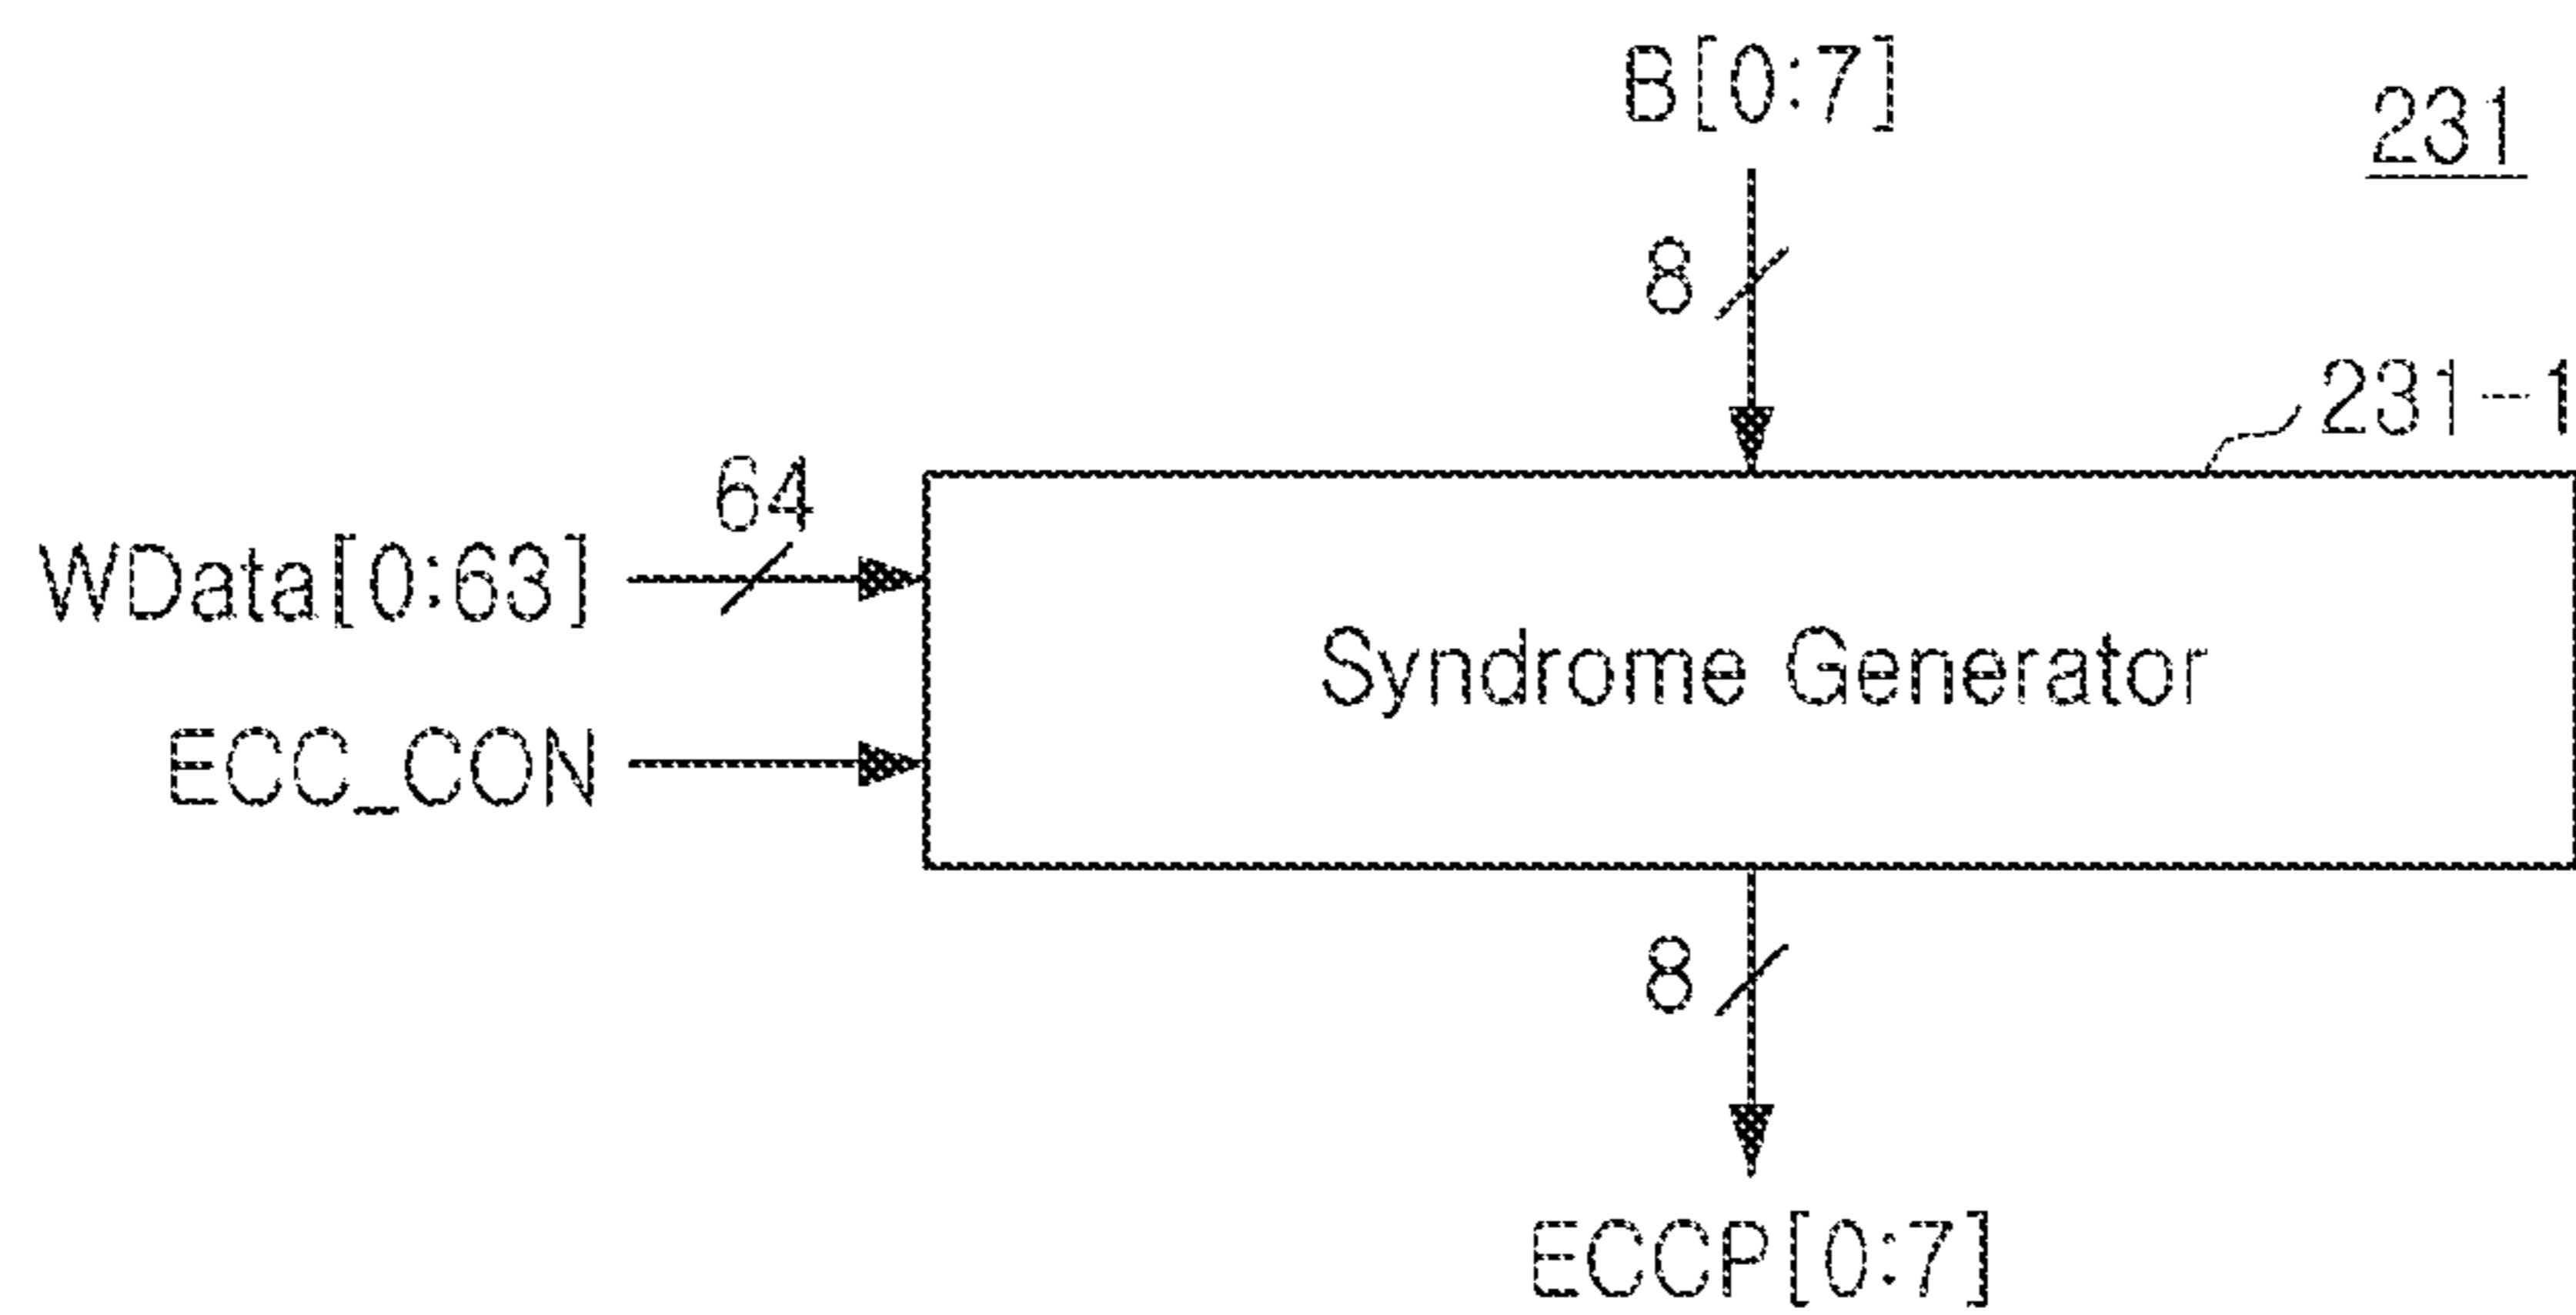 B[0:7]
231
8
231-1
64
WData[0:63]
Syndrome Generator
ECC_CON
8
ECCP[0:7]